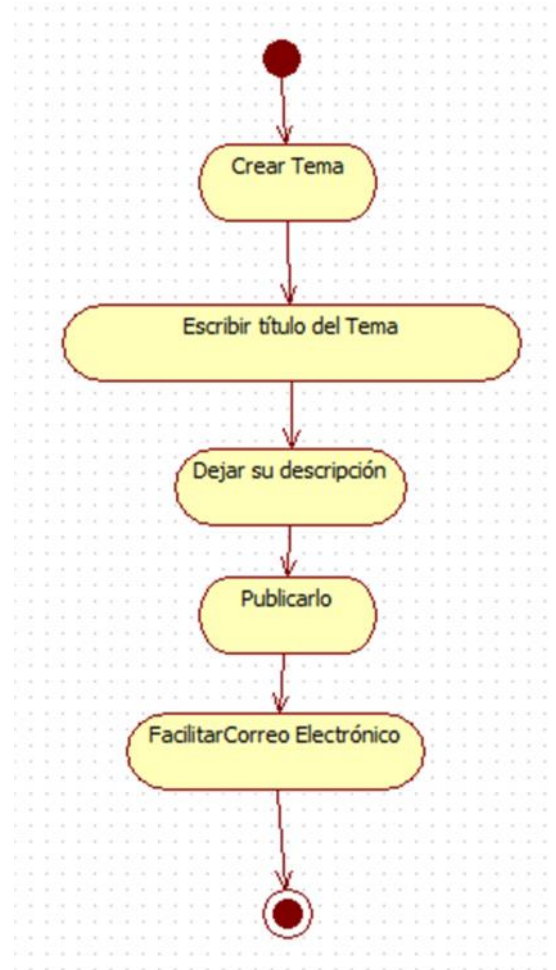 Crear Tema
Escribir título del Tema
Dejar su descripción
Publicarlo
FacilitarCorreo Electrónico